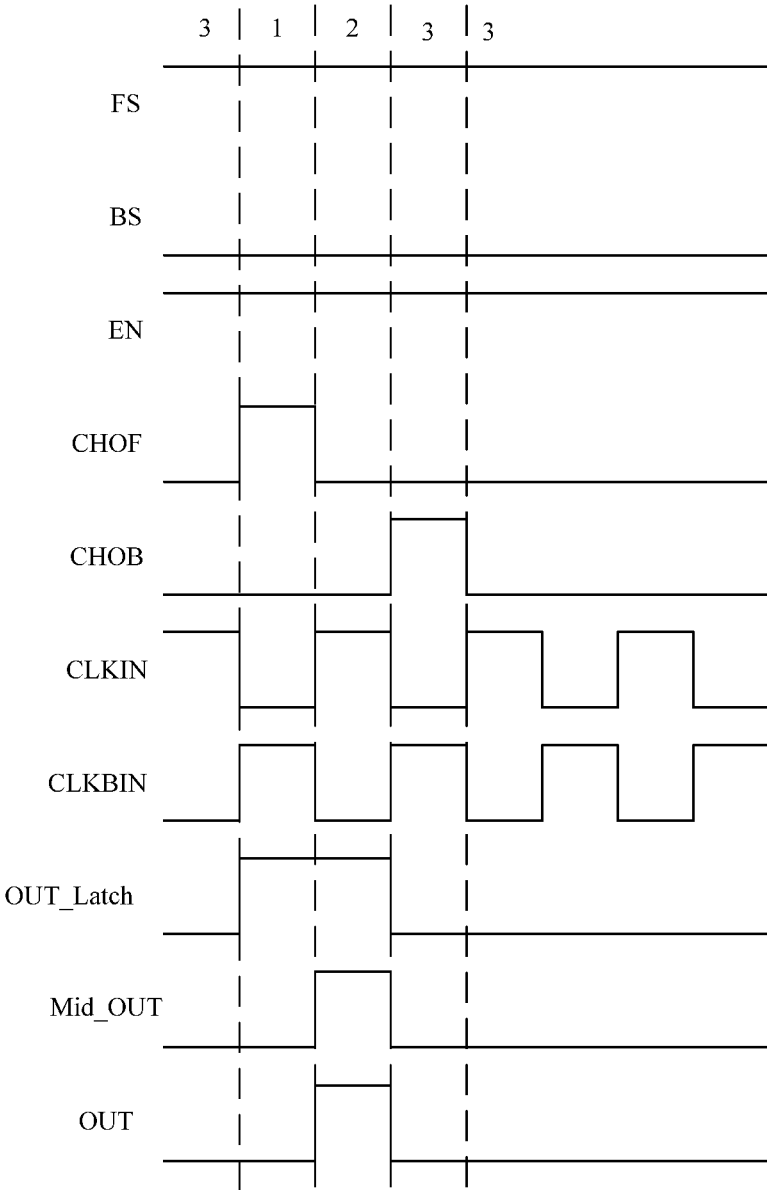 3 1 2 3 3
FS
BS
EN
CHOF
CHOB
CLKIN
CLKBIN
OUT_Latch
Mid_OUT
OUT